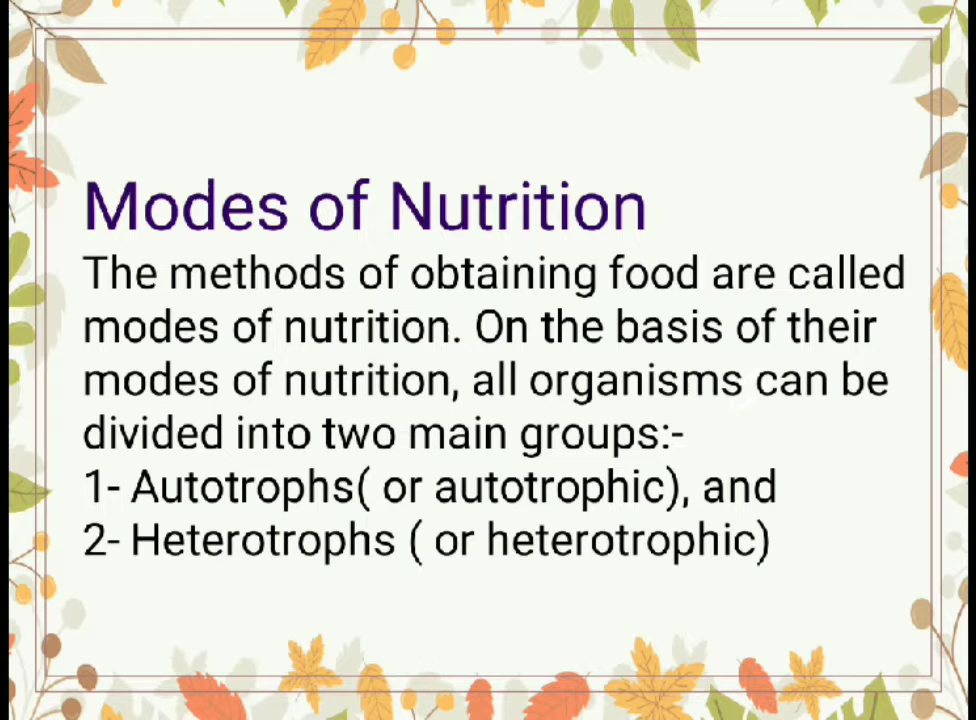 Modes of Nutrition
The methods of obtaining food are called
modes of nutrition. On the basis of their
modes of nutrition, all organisms can be
divided into two main groups:-
1- Autotrophs( or autotrophic), and
2- Heterotrophs ( or heterotrophic)